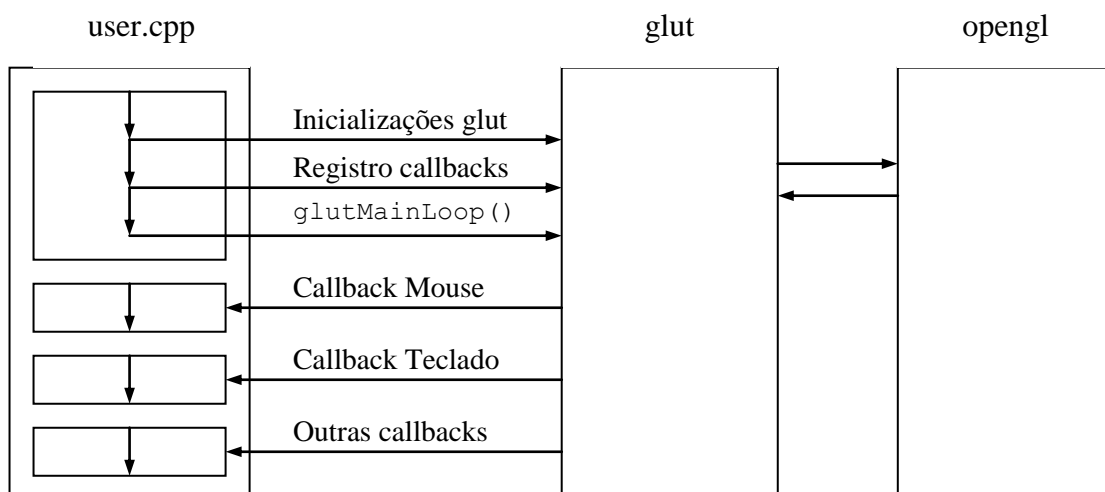 user.cpp glut opengl
Inicializações glut
Registro callbacks
glutMainLoop()
Callback Mouse
Callback Teclado
Outras callbacks